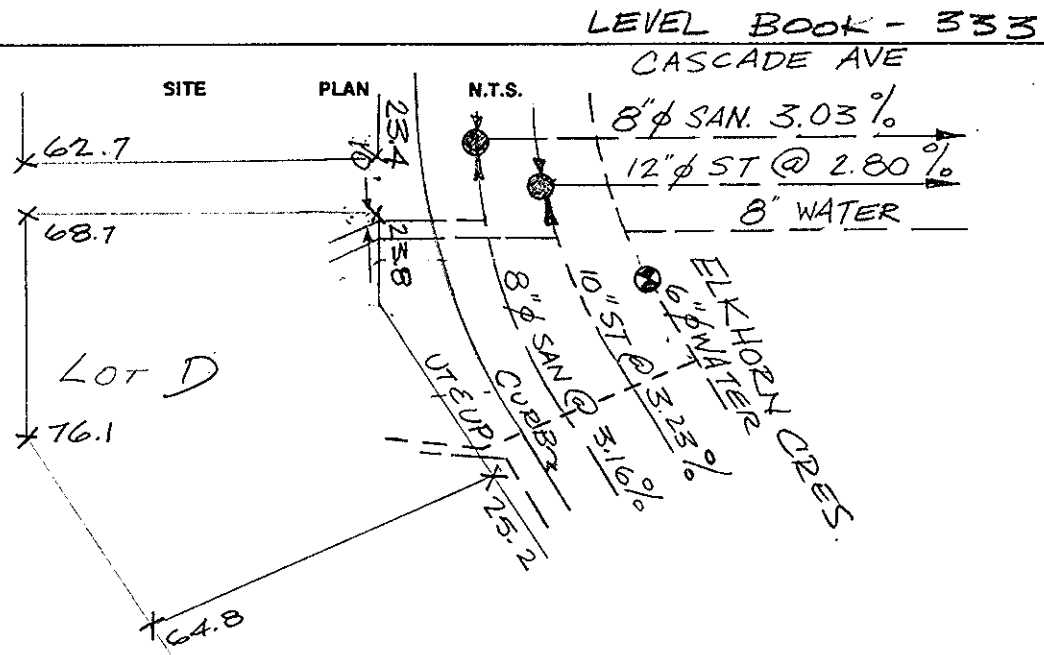 LEVEL BOOK - 333
CASCADE AVE
SITE PLAN N.T.S.
8"ϕ SAN. 3.03%
12"ϕ ST @ 2.80%
8" WATER
62.7
10'
23.4
68.7
23.8
LOT D
76.1
64.8
25.2
CURB
8"ϕ SAN @ 3.16%
10" ST @ 3.23%
6"ϕ WATER
ELKHORN CRES.